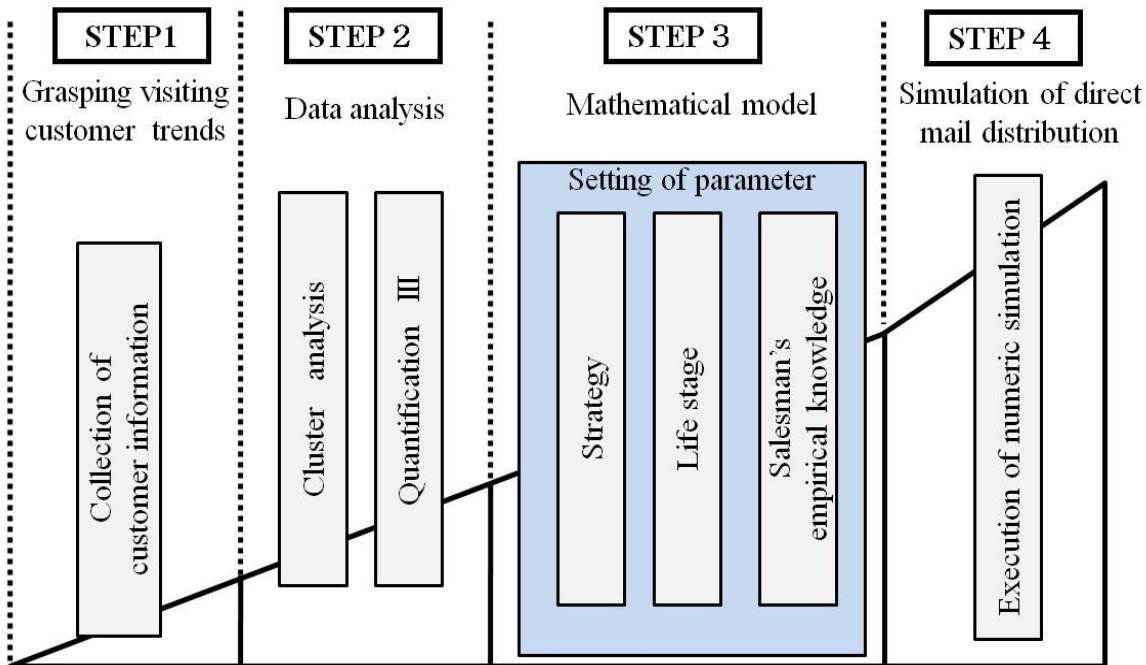 STEP1
Grasping visiting
customer trends
Collection of
customer information
STEP 2
Data analysis
Cluster analysis
Quantification Ⅲ
STEP 3
Mathematical model
Setting of parameter
Strategy
Life stage
Salesman's
empirical knowledge
STEP 4
Simulation of direct
mail distribution
Execution of numeric simulation